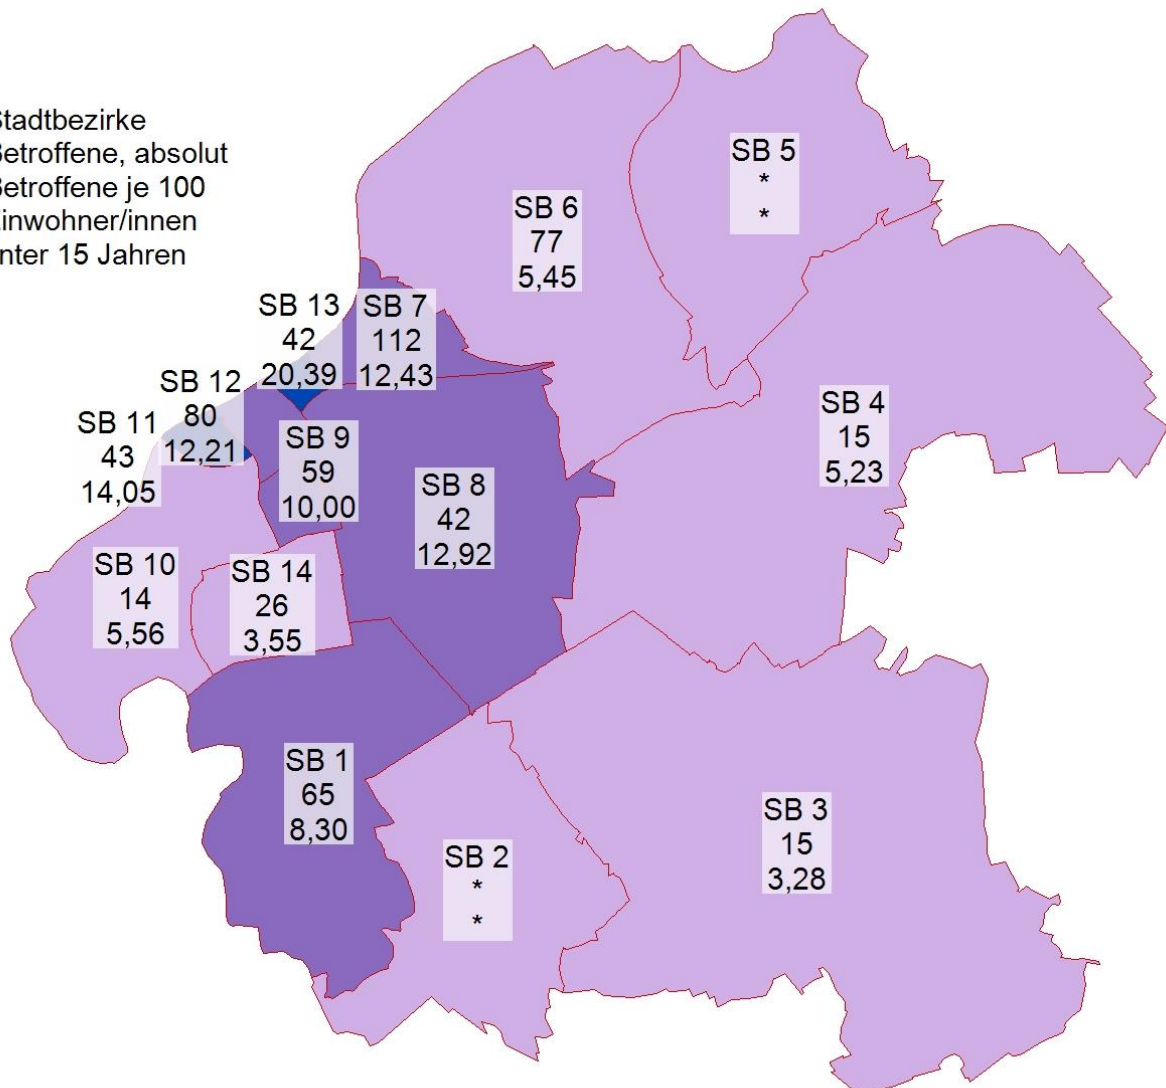 Stadtbezirke
Betroffene, absolut
Betroffene je 100
Einwohner/innen
unter 15 Jahren
SB 5
*
*
SB 6
77
5,45
SB 13
42
20,39
SB 7
112
12,43
SB 12
80
12,21
SB 11
43
14,05
SB 9
59
10,00
SB 8
42
12,92
SB 4
15
5,23
SB 10
14
5,56
SB 14
26
3,55
SB 1
65
8,30
SB 2
*
*
SB 3
15
3,28